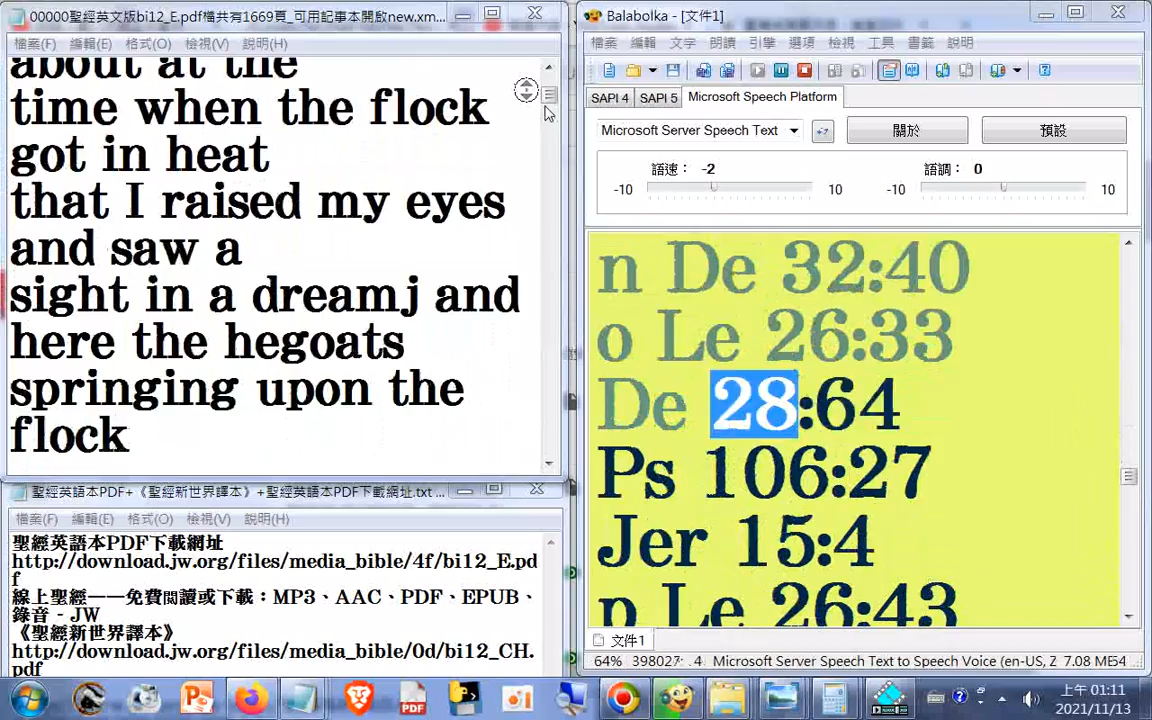 00000聖經英文版bi12_E.pdf檔共有1669頁_可用記事本開啟new.xm...
檔案(F) 編輯(E) 格式(O) 檢視(V) 說明(H)
about at the
time when the flock
got in heat
that I raised my eyes
and saw a
sight in a dreamj and
here the hegoats
springing upon the
flock
聖經英語本PDF+《聖經新世界譯本》+聖經英語本PDF下載網址.txt ...
檔案(F) 編輯(E) 格式(O) 檢視(V) 說明(H)
聖經英語本PDF下載網址
http://download.jw.org/files/media_bible/4f/bi12_E.pd
f
線上聖經——免費閱讀或下載：MP3、AAC、PDF、EPUB、
錄音 - JW
《聖經新世界譯本》
http://download.jw.org/files/media_bible/0d/bi12_CH.
pdf
Balabolka - [文件1]
檔案 編輯 文字 朗讀 引擎 選項 檢視 工具 書籤 說明
SAPI 4 SAPI 5 Microsoft Speech Platform
Microsoft Server Speech Text 關於 預設
語速： -2 語調： 0
-10 10 -10 10
n De 32:40
o Le 26:33
De 28:64
Ps 106:27
Jer 15:4
p Le 26:43
文件1
64% Microsoft Server Speech Text to Speech Voice (en-US, Z 7.08 MB
上午 01:11
2021/11/13